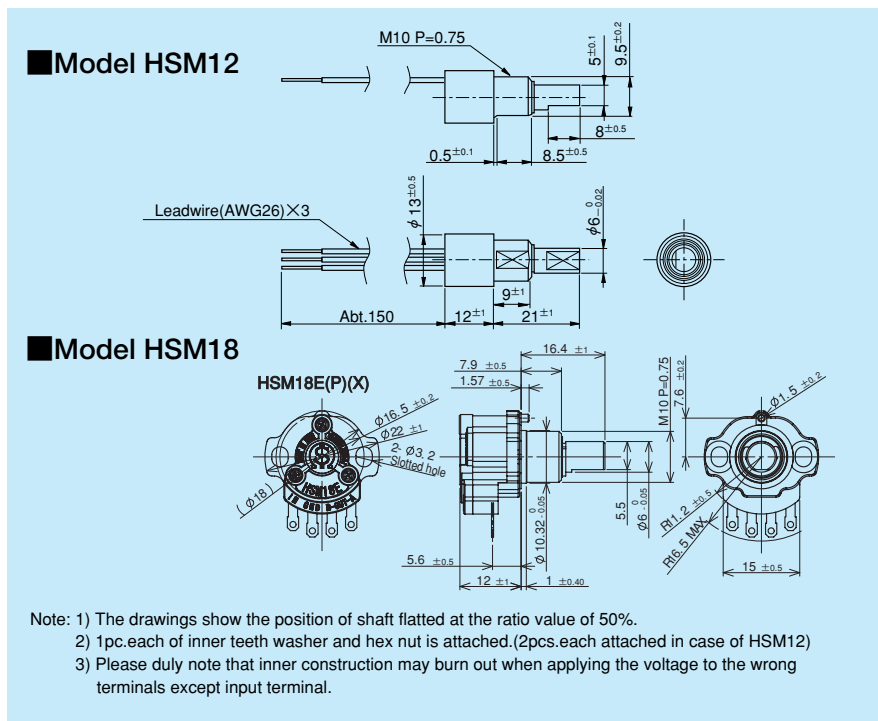 ■Model HSM12
M10 P=0.75
5±0.1
9.5±0.2
8±0.5
0.5±0.1
8.5±0.5
Leadwire(AWG26)×3
φ13±0.5
φ6 0 -0.02
9±1
Abt.150
12±1
21±1
■Model HSM18
HSM18E(P)(X)
Ø16.5 ±0.2
Ø22 ±1
2- Ø3.2
Slotted hole
(Ø18)
HSM18E
16.4 ±1
7.9 ±0.5
1.57 ±0.5
M10 P=0.75
7.6 ±0.2
Ø1.5 ±0.2
Ø10.32 0 -0.05
5.5
Ø6 0 -0.05
R11.2 ±0.5
R16.5 MAX.
5.6 ±0.5
12 ±1
1 ±0.40
15 ±0.5
Note: 1) The drawings show the position of shaft flatted at the ratio value of 50%.
2) 1pc.each of inner teeth washer and hex nut is attached.(2pcs.each attached in case of HSM12)
3) Please duly note that inner construction may burn out when applying the voltage to the wrong
terminals except input terminal.